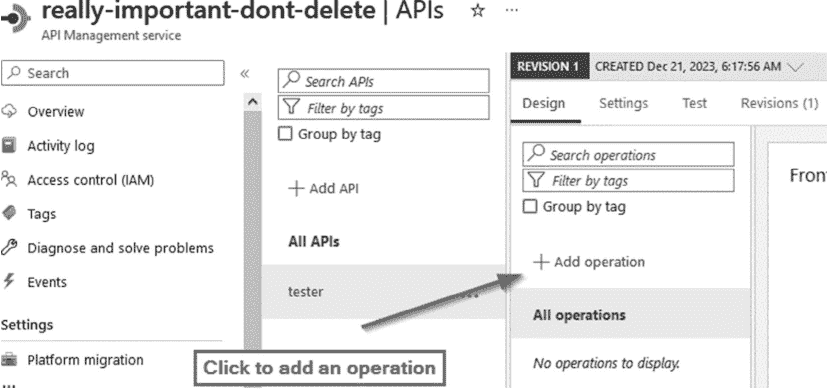 really-important-dont-delete | APIs
API Management service
Search
Overview
Activity log
Access control (IAM)
Tags
Diagnose and solve problems
Events
Settings
Platform migration
Search APIs
Filter by tags
Group by tag
Add API
All APIs
tester
REVISION 1 CREATED Dec 21, 2023, 6:17:56 AM
Design Settings Test Revisions (1)
Search operations
Filter by tags
Group by tag
Add operation
All operations
No operations to display.
Click to add an operation